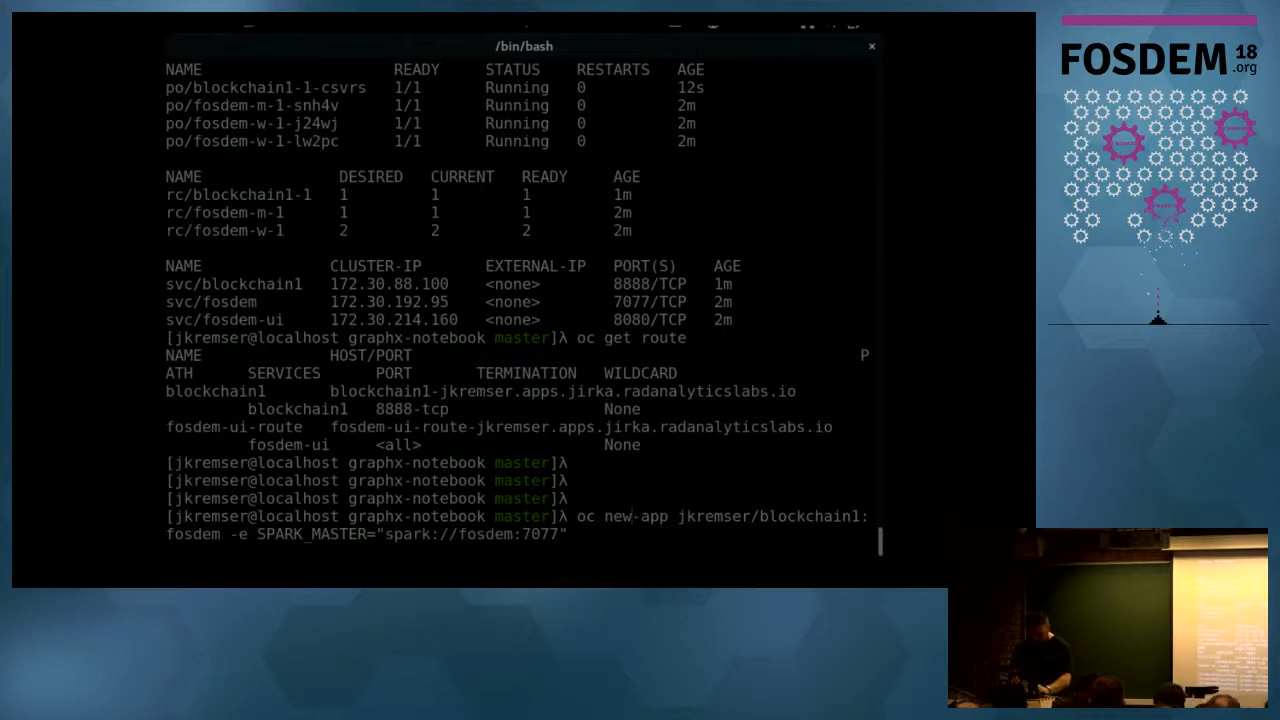 /bin/bash
NAME READY STATUS RESTARTS AGE
po/blockchain1-1-csvrs 1/1 Running 0 12s
po/fosdem-m-1-snh4v 1/1 Running 0 2m
po/fosdem-w-1-j24wj 1/1 Running 0 2m
po/fosdem-w-1-lw2pc 1/1 Running 0 2m
NAME DESIRED CURRENT READY AGE
rc/blockchain1-1 1 1 1 1m
rc/fosdem-m-1 1 1 1 2m
rc/fosdem-w-1 2 2 2 2m
NAME CLUSTER-IP EXTERNAL-IP PORT(S) AGE
svc/blockchain1 172.30.88.100 <none> 8888/TCP 1m
svc/fosdem 172.30.192.95 <none> 7077/TCP 2m
svc/fosdem-ui 172.30.214.160 <none> 8080/TCP 2m
[jkremser@localhost graphx-notebook master]λ oc get route
NAME HOST/PORT P
ATH SERVICES PORT TERMINATION WILDCARD
blockchain1 blockchain1-jkremser.apps.jirka.radanalyticslabs.io
blockchain1 8888-tcp None
fosdem-ui-route fosdem-ui-route-jkremser.apps.jirka.radanalyticslabs.io
fosdem-ui <all> None
[jkremser@localhost graphx-notebook master]λ
[jkremser@localhost graphx-notebook master]λ
[jkremser@localhost graphx-notebook master]λ
[jkremser@localhost graphx-notebook master]λ oc new-app jkremser/blockchain1:
fosdem -e SPARK_MASTER="spark://fosdem:7077"
FOSDEM 18
.org